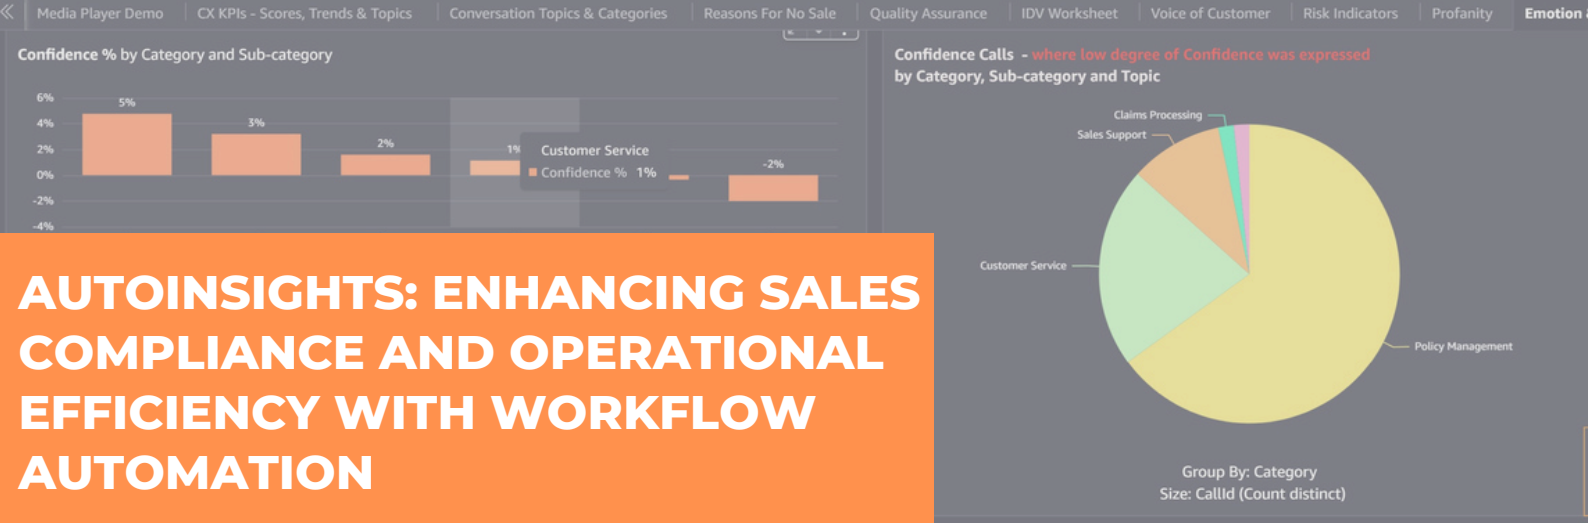 Media Player Demo
CX KPIs - Scores, Trends & Topics
Conversation Topics & Categories
Reasons For No Sale
Quality Assurance
IDV Worksheet
Voice of Customer
Risk Indicators
Profanity
Emotion
Confidence % by Category and Sub-category
6%
4%
2%
0%
-2%
-4%
5%
3%
2%
1%
-2%
Customer Service
Confidence % 1%
Confidence Calls - where low degree of Confidence was expressed
by Category, Sub-category and Topic
Claims Processing
Sales Support
Customer Service
Policy Management
Group By: Category
Size: CallId (Count distinct)
AUTOINSIGHTS: ENHANCING SALES
COMPLIANCE AND OPERATIONAL
EFFICIENCY WITH WORKFLOW
AUTOMATION